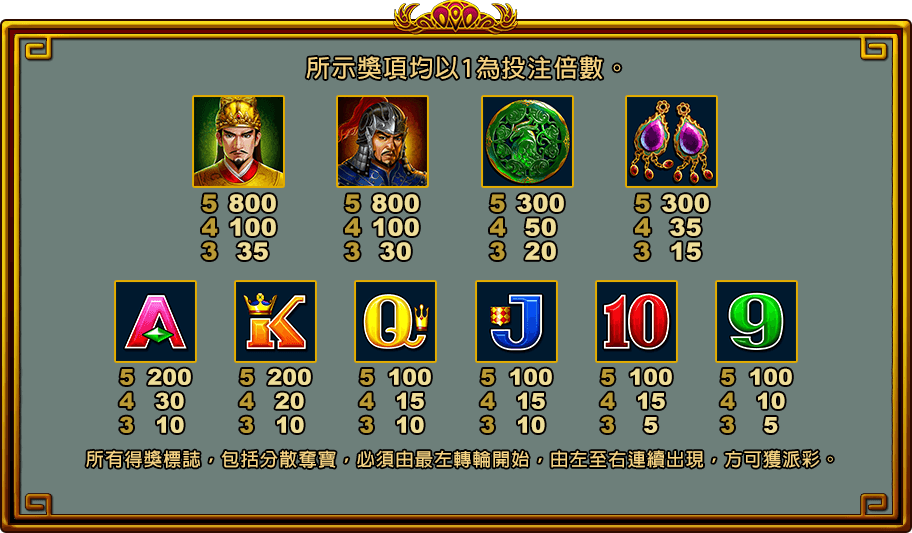 所示獎項均以1為投注倍數。
5 800 5 800 5 300 5 300
4 100 4 100 4 50 4 35
3 35 3 30 3 20 3 15
A K Q J 10 9
5 200 5 200 5 100 5 100 5 100 5 100
4 30 4 20 4 15 4 15 4 15 4 10
3 10 3 10 3 10 3 10 3 5 3 5
所有得獎標誌，包括分散奪寶，必須由最左轉輪開始，由左至右連續出現，方可獲派彩。